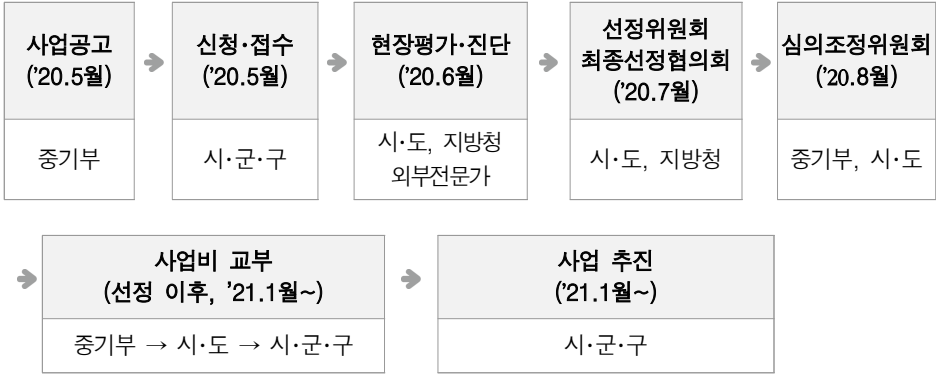 사업공고
('20.5월)
중기부
신청·접수
('20.5월)
시·군·구
현장평가·진단
('20.6월)
시·도, 지방청
외부전문가
선정위원회
최종선정협의회
('20.7월)
시·도, 지방청
심의조정위원회
('20.8월)
중기부, 시·도
사업비 교부
(선정 이후, '21.1월~)
중기부 → 시·도 → 시·군·구
사업 추진
('21.1월~)
시·군·구